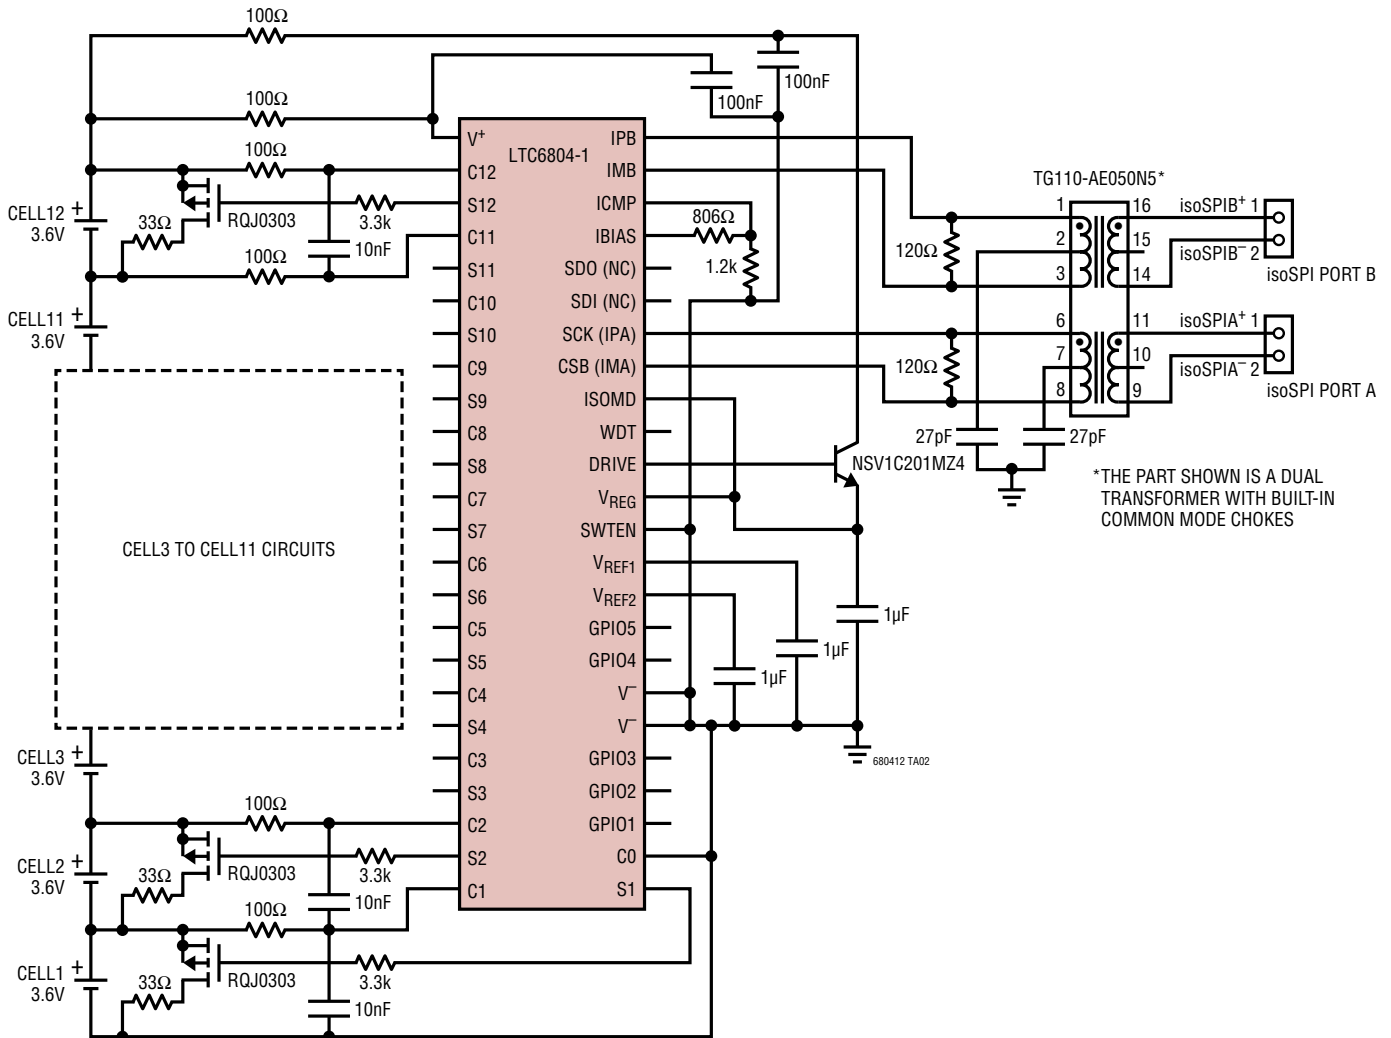 100Ω
100nF
100nF
100Ω
100Ω
CELL12 +
3.6V
33Ω
RQJ0303
3.3k
10nF
100Ω
CELL11 +
3.6V
CELL3 TO CELL11 CIRCUITS
CELL3 +
3.6V
100Ω
CELL2 +
3.6V
33Ω
RQJ0303
3.3k
10nF
100Ω
CELL1 +
3.6V
33Ω
RQJ0303
3.3k
10nF
LTC6804-1
V+
C12
S12
C11
S11
C10
S10
C9
S9
C8
S8
C7
S7
C6
S6
C5
S5
C4
S4
C3
S3
C2
S2
C1
IPB
IMB
ICMP
IBIAS
SDO (NC)
SDI (NC)
SCK (IPA)
CSB (IMA)
ISOMD
WDT
DRIVE
VREG
SWTEN
VREF1
VREF2
GPIO5
GPIO4
V–
V–
GPIO3
GPIO2
GPIO1
C0
S1
806Ω
1.2k
120Ω
120Ω
TG110-AE050N5*
1
2
3
6
7
8
16
15
14
11
10
9
isoSPIB+ 1
isoSPIB– 2
isoSPI PORT B
isoSPIA+ 1
isoSPIA– 2
isoSPI PORT A
27pF
27pF
NSV1C201MZ4
*THE PART SHOWN IS A DUAL
TRANSFORMER WITH BUILT-IN
COMMON MODE CHOKES
1µF
1µF
1µF
680412 TA02